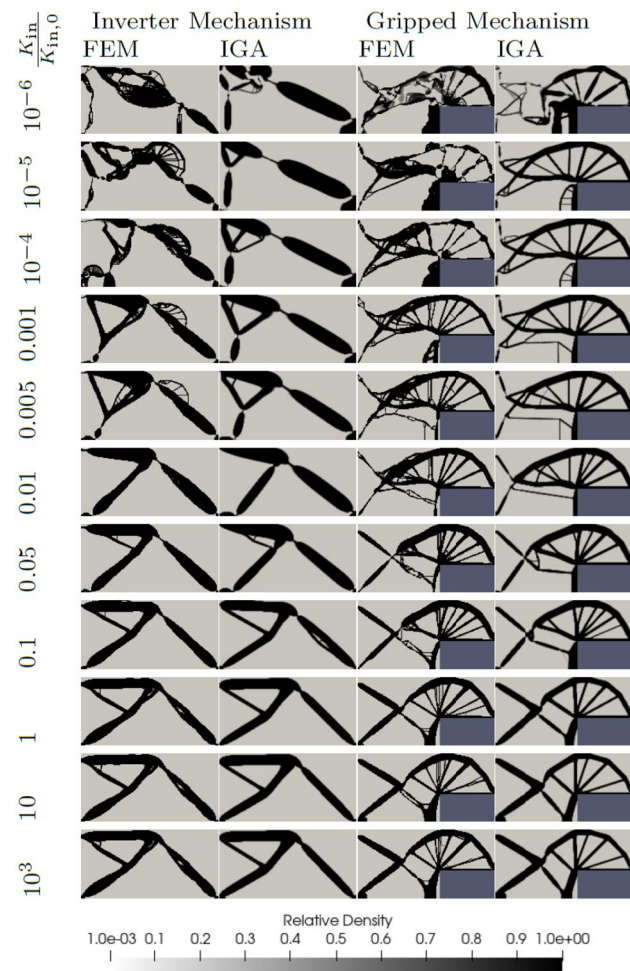 K_in / K_in,0 Inverter Mechanism Gripped Mechanism
FEM IGA FEM IGA
10^-6
10^-5
10^-4
0.001
0.005
0.01
0.05
0.1
1
10
10^3
Relative Density
1.0e-03 0.1 0.2 0.3 0.4 0.5 0.6 0.7 0.8 0.9 1.0e+00